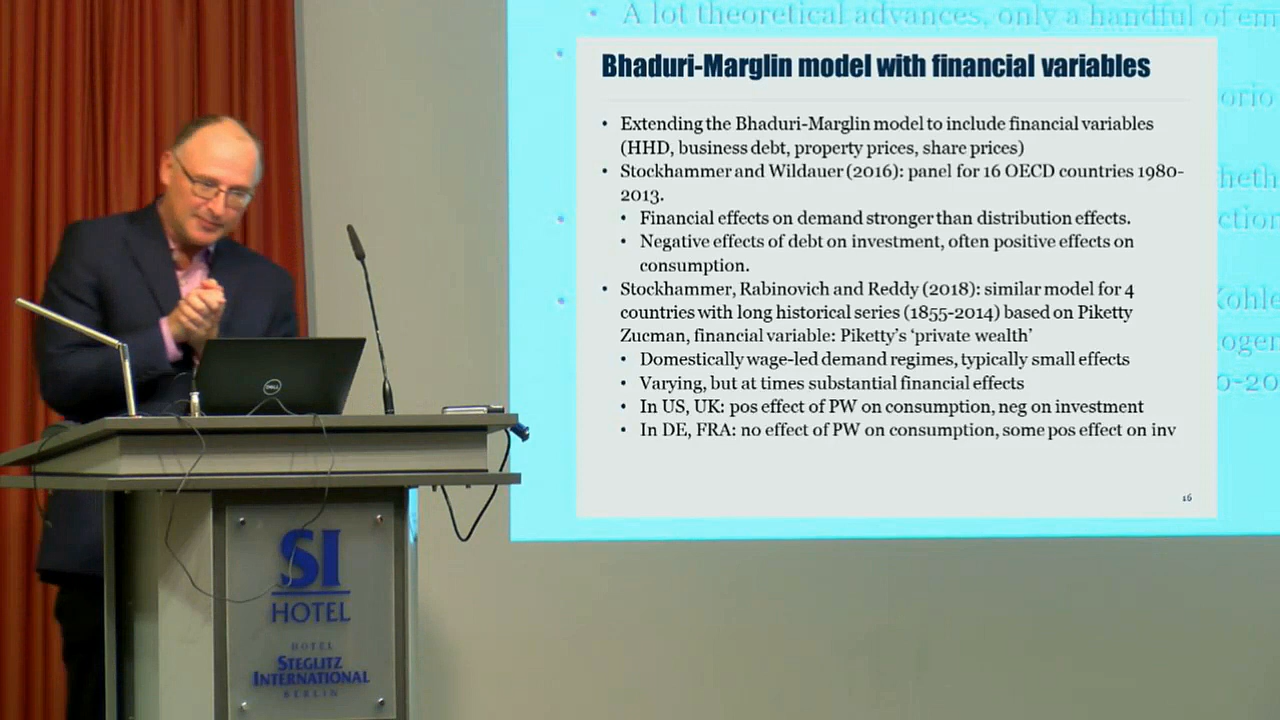 A lot theoretical advances, only a handful of em
Bhaduri-Marglin model with financial variables
• Extending the Bhaduri-Marglin model to include financial variables
(HHD, business debt, property prices, share prices)
• Stockhammer and Wildauer (2016): panel for 16 OECD countries 1980-
2013.
• Financial effects on demand stronger than distribution effects.
• Negative effects of debt on investment, often positive effects on
consumption.
• Stockhammer, Rabinovich and Reddy (2018): similar model for 4
countries with long historical series (1855-2014) based on Piketty
Zucman, financial variable: Piketty's 'private wealth'
• Domestically wage-led demand regimes, typically small effects
• Varying, but at times substantial financial effects
• In US, UK: pos effect of PW on consumption, neg on investment
• In DE, FRA: no effect of PW on consumption, some pos effect on inv
16
DELL
SI
HOTEL
HOTEL
STEGLITZ
INTERNATIONAL
BERLIN